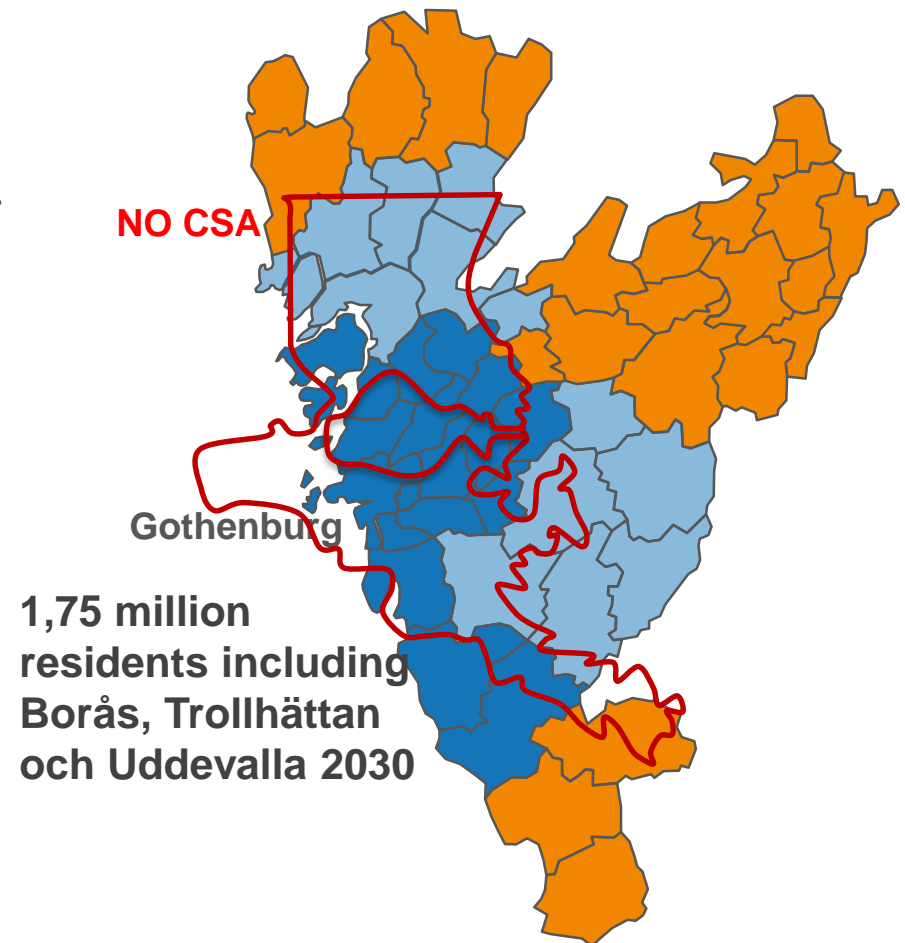 NO CSA
Gothenburg
1,75 million
residents including
Borås, Trollhättan
och Uddevalla 2030